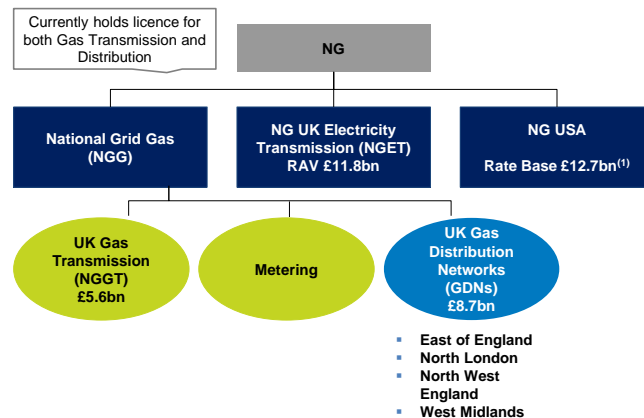 Currently holds licence for
both Gas Transmission and
Distribution
NG
National Grid Gas
(NGG)
NG UK Electricity
Transmission (NGET)
RAV £11.8bn
NG USA
Rate Base £12.7bn(1)
UK Gas
Transmission
(NGGT)
£5.6bn
Metering
UK Gas
Distribution
Networks
(GDNs)
£8.7bn
▪ East of England
▪ North London
▪ North West
England
▪ West Midlands